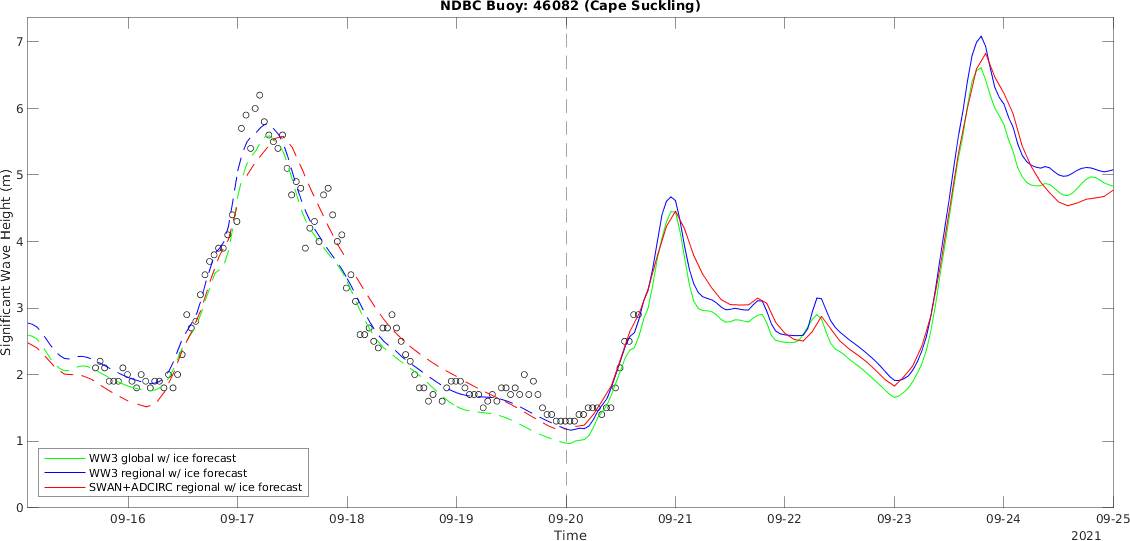 NDBC Buoy: 46082 (Cape Suckling)
Significant Wave Height (m)
7
6
5
4
3
2
1
0
WW3 global w/ ice forecast
WW3 regional w/ ice forecast
SWAN+ADCIRC regional w/ ice forecast
09-16 09-17 09-18 09-19 09-20 09-21 09-22 09-23 09-24 09-25
Time
2021